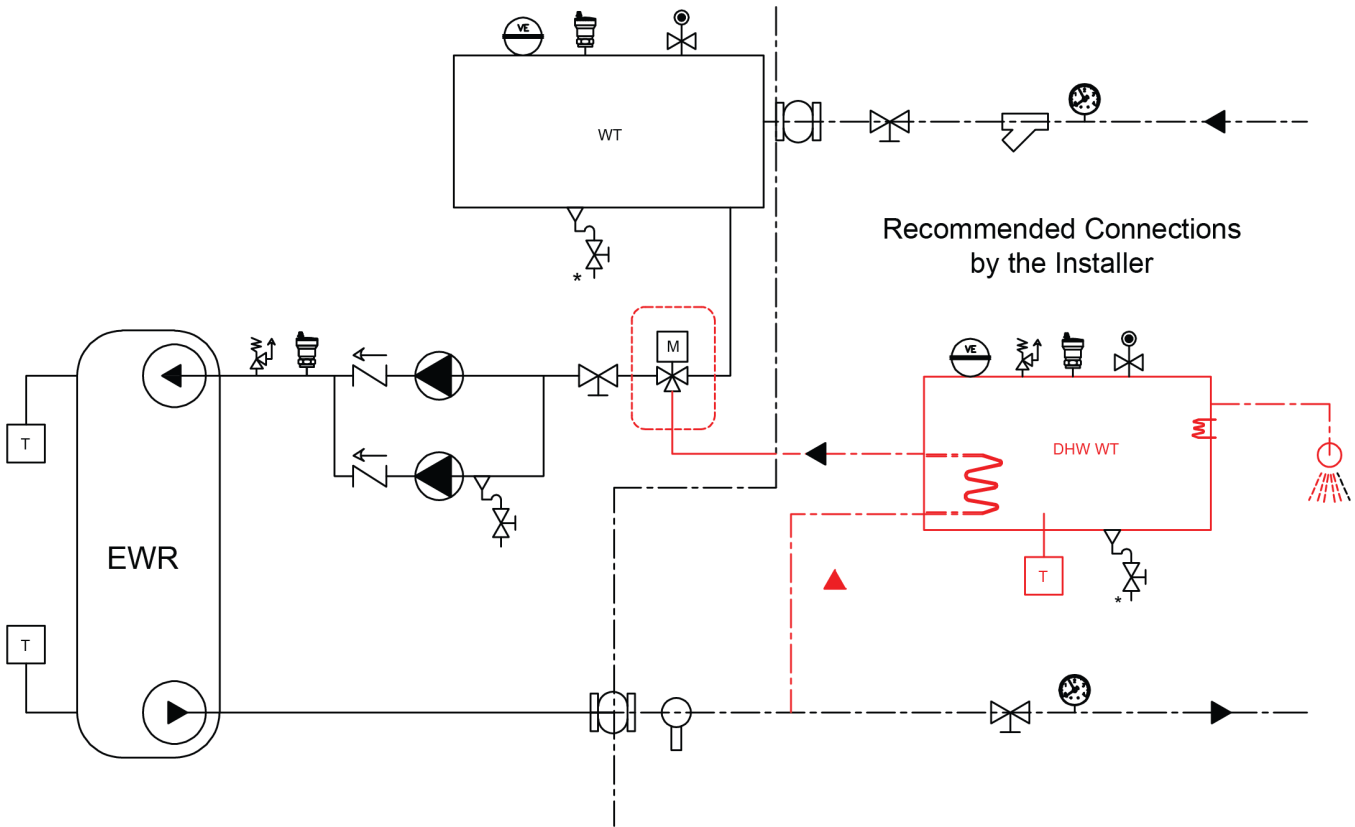 VE
WT
Recommended Connections
by the Installer
*
M
VE
T
DHW WT
EWR
T
T
*